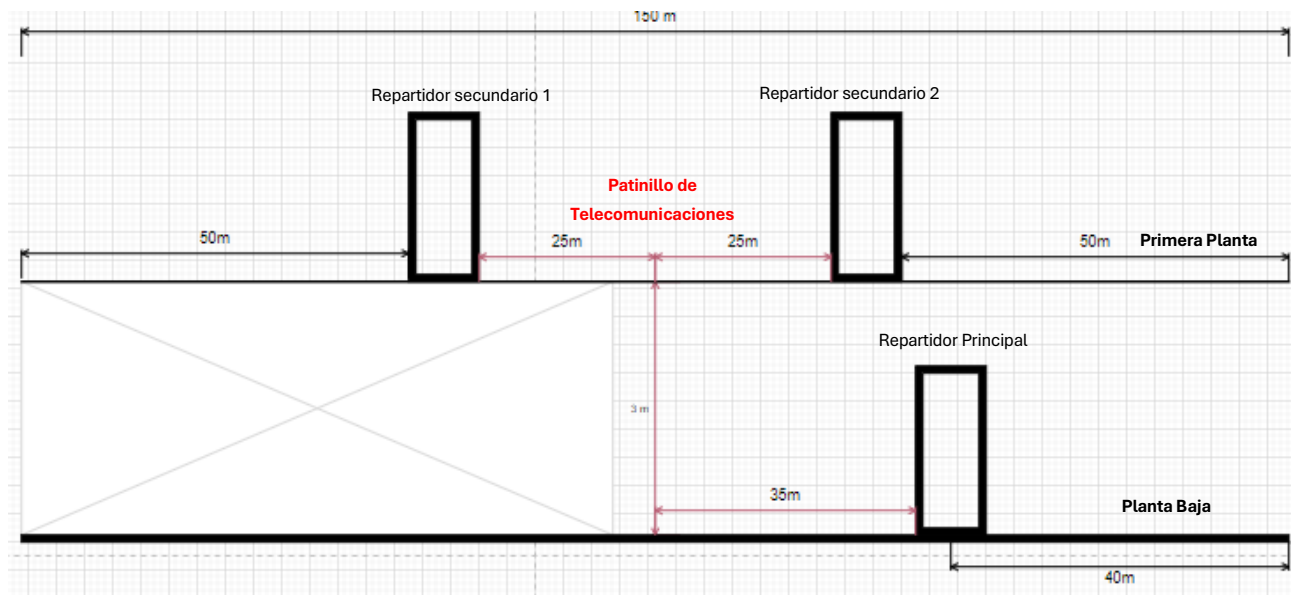 150 m
Repartidor secundario 1
Repartidor secundario 2
Patinillo de
Telecomunicaciones
50m
25m
25m
50m
Primera Planta
Repartidor Principal
3 m
35m
Planta Baja
40m